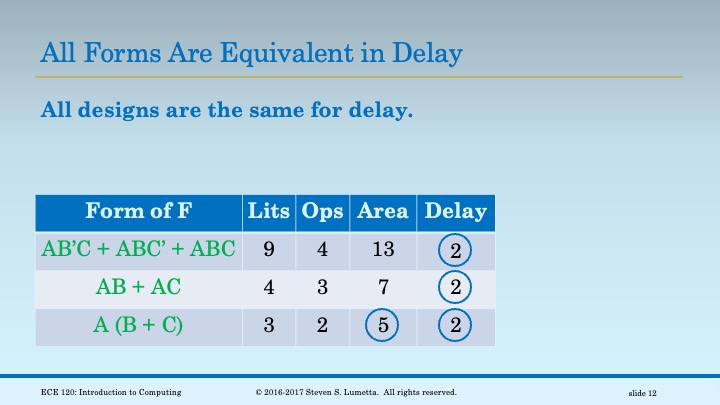 All Forms Are Equivalent in Delay
All designs are the same for delay.
Form of F Lits Ops Area Delay
AB’C + ABC’ + ABC 9 4 13 2
AB + AC 4 3 7 2
A (B + C) 3 2 5 2
ECE 120: Introduction to Computing © 2016-2017 Steven S. Lumetta. All rights reserved. slide 12